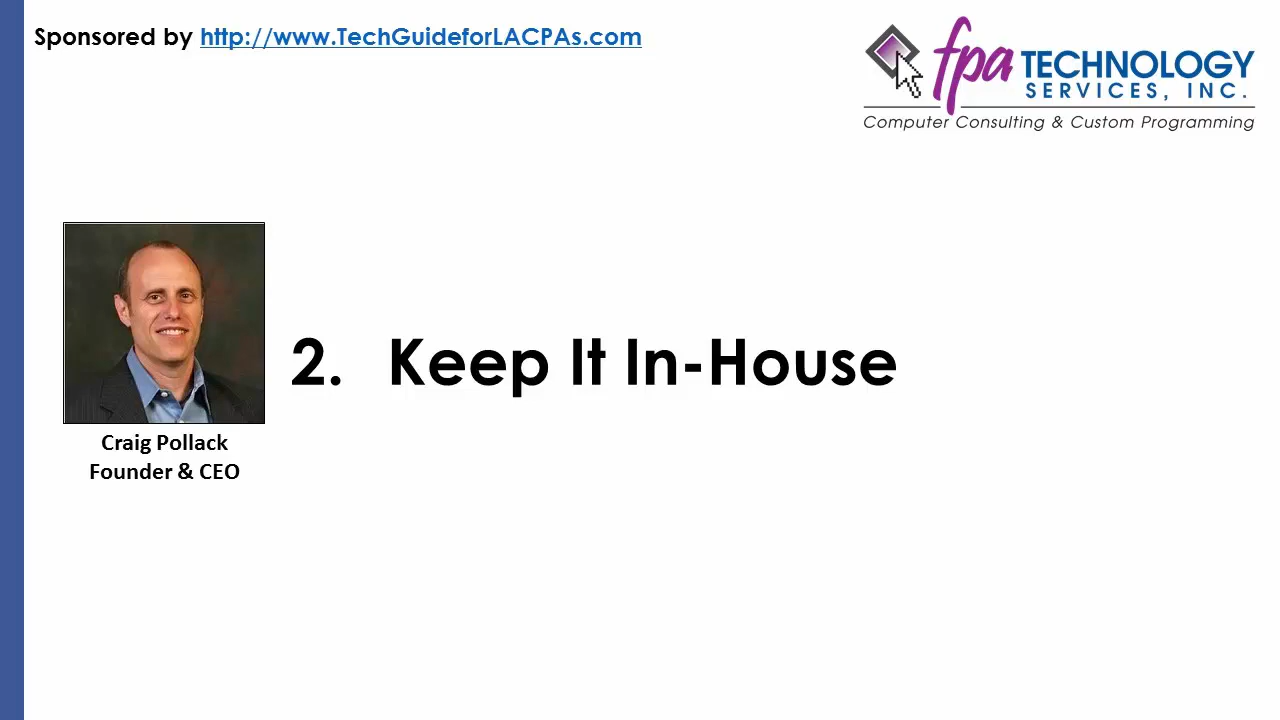 Sponsored by http://www.TechGuideforLACPAs.com
fpa TECHNOLOGY
SERVICES, INC.
Computer Consulting & Custom Programming
2. Keep It In-House
Craig Pollack
Founder & CEO